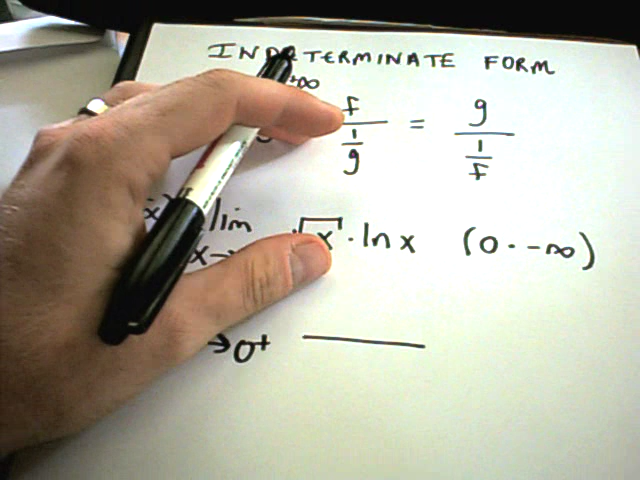 INDETERMINATE FORM
+∞
f/(1/g) = g/(1/f)
x) lim √x · ln x (0 · -∞)
x→
→0+